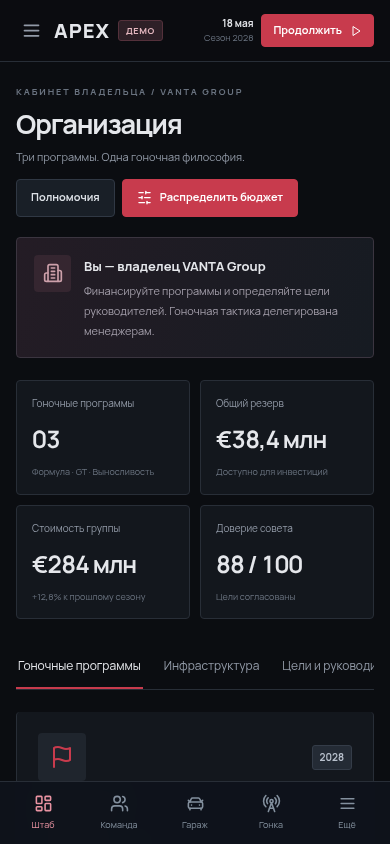 APEX
ДЕМО
18 мая
Сезон 2028
Продолжить
КАБИНЕТ ВЛАДЕЛЬЦА / VANTA GROUP
Организация
Три программы. Одна гоночная философия.
Полномочия
Распределить бюджет
Вы — владелец VANTA Group
Финансируйте программы и определяйте цели
руководителей. Гоночная тактика делегирована
менеджерам.
Гоночные программы
03
Формула · GT · Выносливость
Общий резерв
€38,4 млн
Доступно для инвестиций
Стоимость группы
€284 млн
+12,8% к прошлому сезону
Доверие совета
88 / 100
Цели согласованы
Гоночные программы
Инфраструктура
Цели и руководи
2028
Штаб
Команда
Гараж
Гонка
Ещё